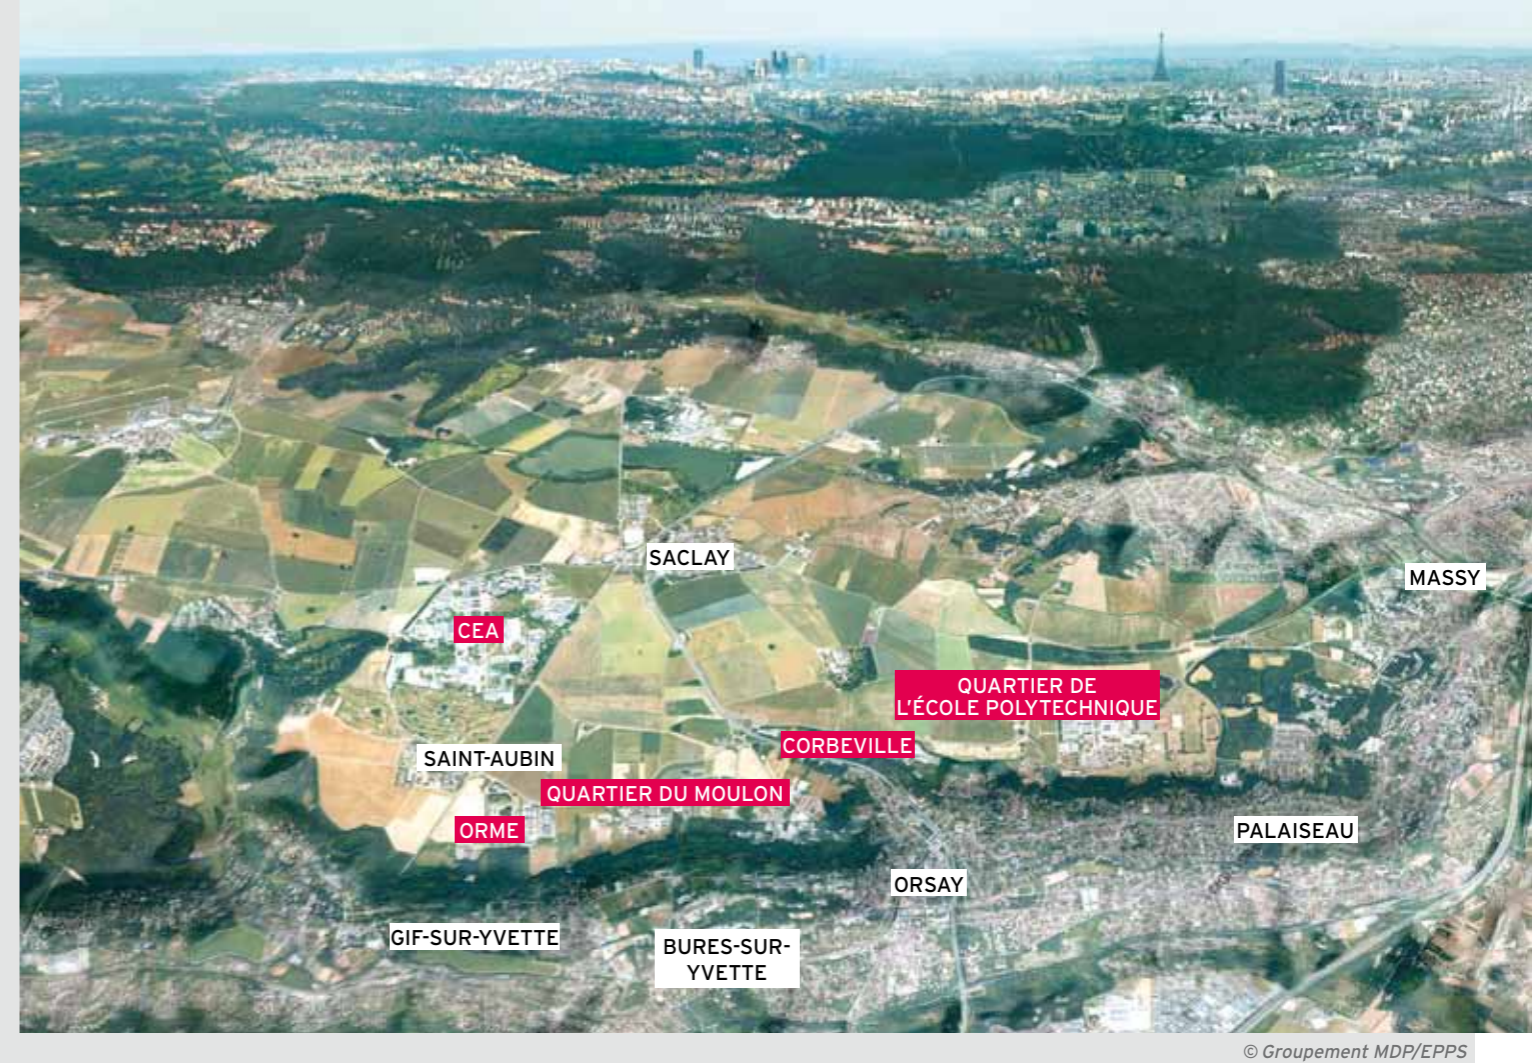 SACLAY
MASSY
CEA
QUARTIER DE
L'ÉCOLE POLYTECHNIQUE
CORBEVILLE
SAINT-AUBIN
QUARTIER DU MOULON
ORME
PALAISEAU
ORSAY
GIF-SUR-YVETTE
BURES-SUR-
YVETTE
© Groupement MDP/EPPS